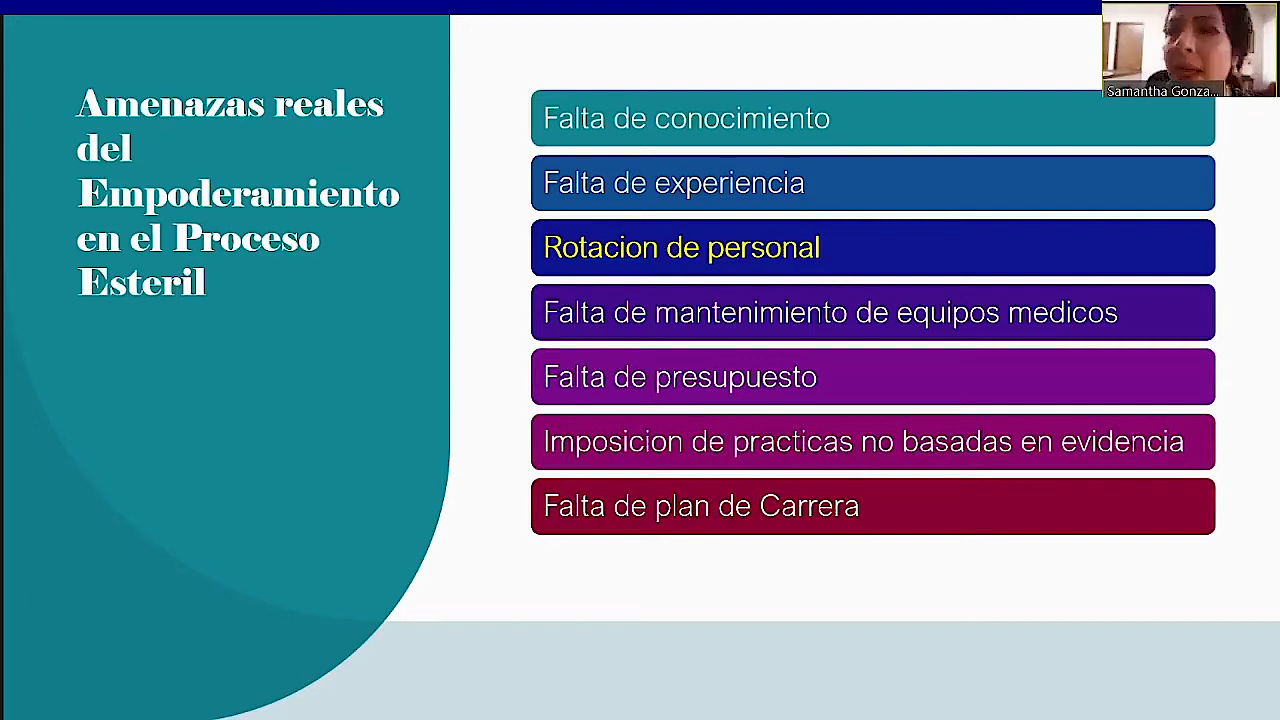 Amenazas reales
del
Empoderamiento
en el Proceso
Esteril
Falta de conocimiento
Falta de experiencia
Rotacion de personal
Falta de mantenimiento de equipos medicos
Falta de presupuesto
Imposicion de practicas no basadas en evidencia
Falta de plan de Carrera
Samantha Gonza...